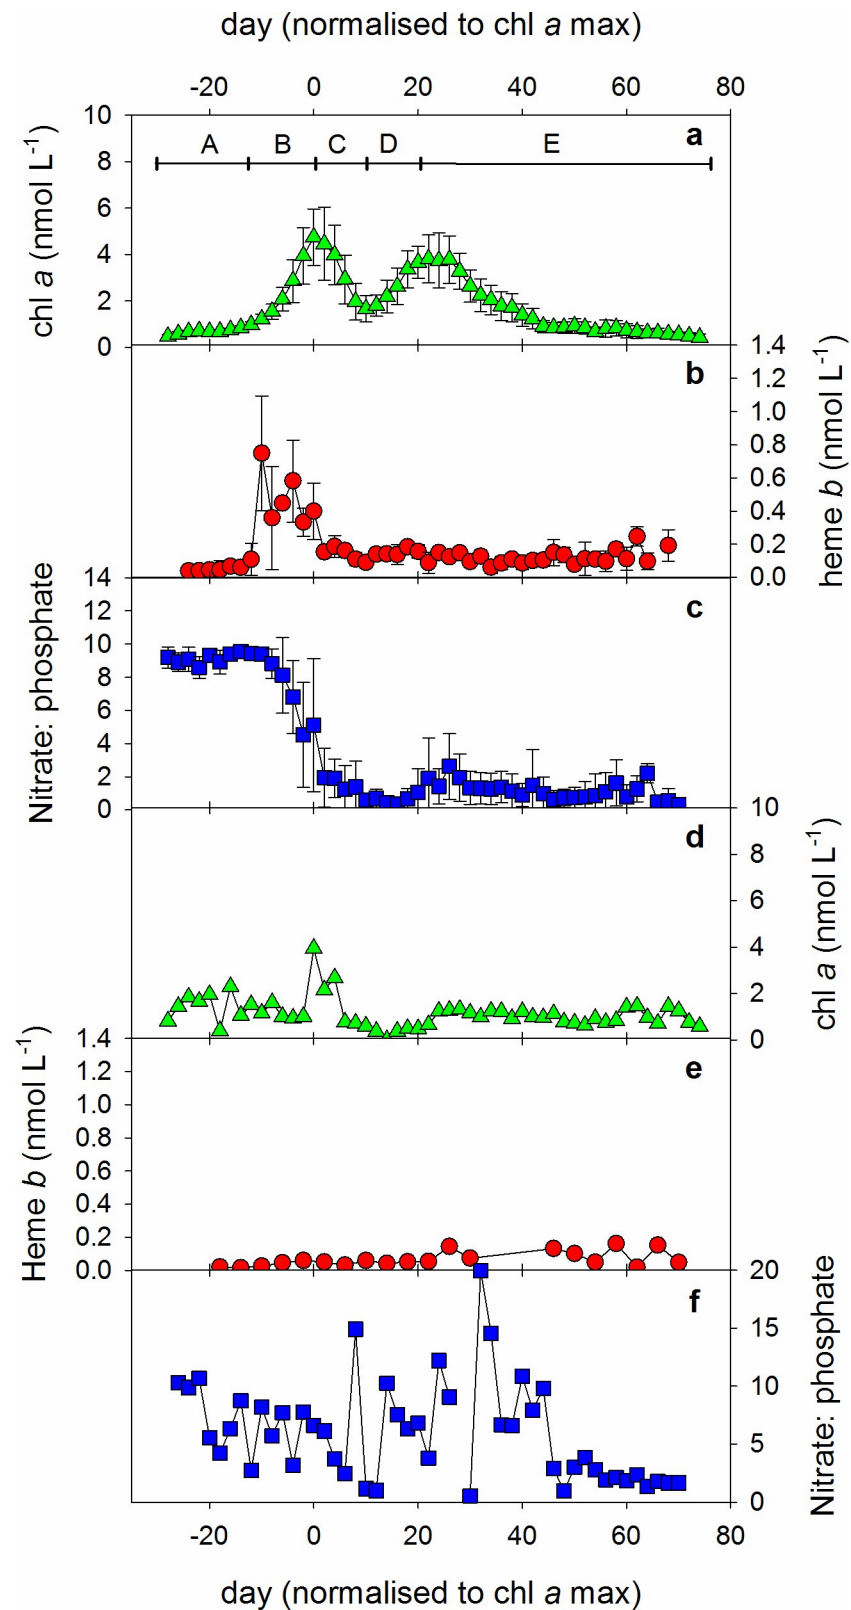 day (normalised to chl a max)
-20 0 20 40 60 80
10
8
6
4
2
0
chl a (nmol L-1)
A B C D E
a
1.4
1.2
1.0
0.8
0.6
0.4
0.2
0.0
heme b (nmol L-1)
b
14
12
10
8
6
4
2
0
Nitrate: phosphate
c
10
8
6
4
2
0
chl a (nmol L-1)
d
1.4
1.2
1.0
0.8
0.6
0.4
0.2
0.0
Heme b (nmol L-1)
e
20
15
10
5
0
Nitrate: phosphate
f
-20 0 20 40 60 80
day (normalised to chl a max)